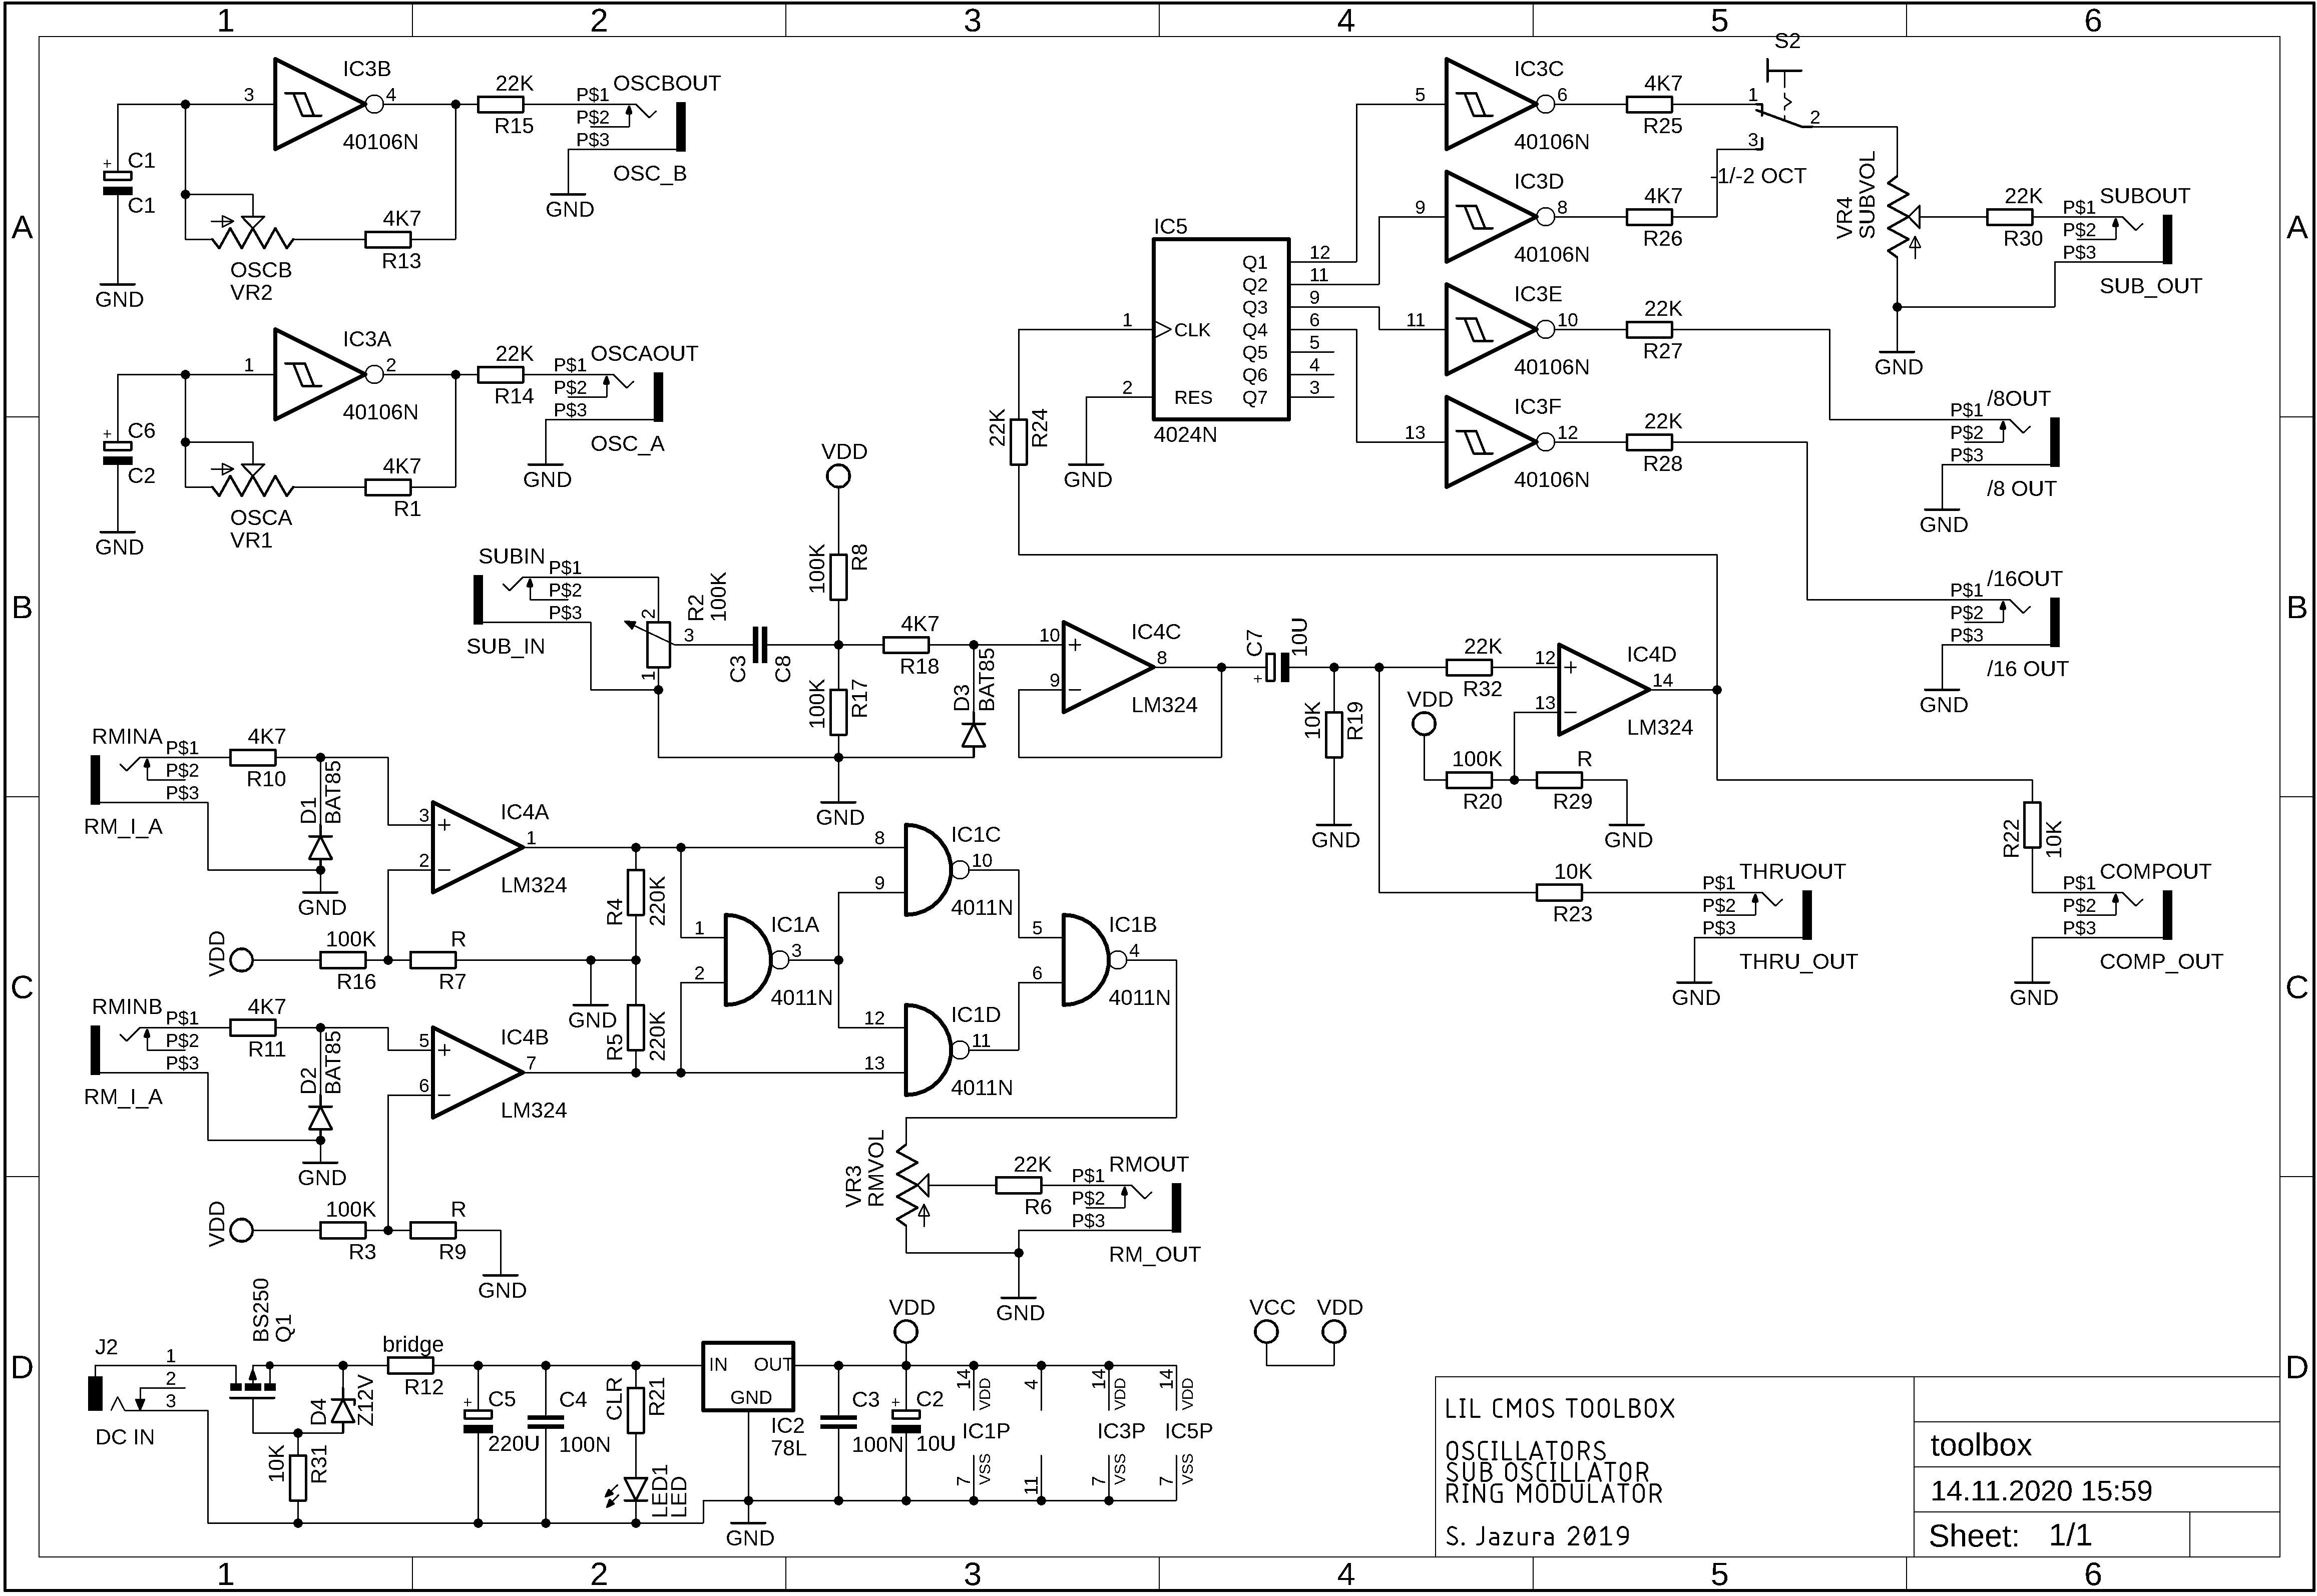 1 2 3 4 5 6
A
B
C
D
A
B
C
D
1 2 3 4 5 6
IC3B
3
4
40106N
22K
R15
OSCBOUT
P$1
P$2
P$3
OSC_B
GND
+
C1
C1
GND
4K7
R13
OSCB
VR2
IC3A
1
2
40106N
22K
R14
OSCAOUT
P$1
P$2
P$3
OSC_A
GND
+
C6
C2
GND
4K7
R1
OSCA
VR1
IC5
CLK
RES
1
2
Q1 12
Q2 11
Q3 9
Q4 6
Q5 5
Q6 4
Q7 3
4024N
GND
22K
R24
IC3C
5
6
40106N
4K7
R25
IC3D
9
8
40106N
4K7
R26
IC3E
11
10
40106N
22K
R27
IC3F
13
12
40106N
22K
R28
S2
1
2
3
-1/-2 OCT
VR4
SUBVOL
22K
R30
SUBOUT
P$1
P$2
P$3
SUB_OUT
GND
/8OUT
P$1
P$2
P$3
/8 OUT
GND
/16OUT
P$1
P$2
P$3
/16 OUT
GND
SUBIN
P$1
P$2
P$3
SUB_IN
R2
100K
2
3
1
C3
C8
VDD
100K
R8
100K
R17
GND
4K7
R18
D3
BAT85
10
9
+
−
8
IC4C
LM324
C7
10U
+
10K
R19
GND
22K
R32
VDD
100K
R20
R
R29
GND
12
13
+
−
14
IC4D
LM324
R22
10K
COMPOUT
P$1
P$2
P$3
COMP_OUT
GND
10K
R23
THRUOUT
P$1
P$2
P$3
THRU_OUT
GND
RMINA
P$1
P$2
P$3
RM_I_A
4K7
R10
D1
BAT85
GND
3
2
+
−
1
IC4A
LM324
VDD
100K
R16
R
R7
GND
R4
220K
R5
220K
RMINB
P$1
P$2
P$3
RM_I_A
4K7
R11
D2
BAT85
GND
5
6
+
−
7
IC4B
LM324
VDD
100K
R3
R
R9
GND
1
2
3
IC1A
4011N
8
9
10
IC1C
4011N
12
13
11
IC1D
4011N
5
6
4
IC1B
4011N
VR3
RMVOL
22K
R6
RMOUT
P$1
P$2
P$3
RM_OUT
GND
J2
1
2
3
DC IN
BS250
Q1
10K
R31
D4
Z12V
bridge
R12
+
C5
220U
C4
100N
CLR
R21
LED1
LED
IN OUT
GND
IC2
78L
GND
C3
100N
VDD
+
C2
10U
14
VDD
IC1P
7
VSS
4
11
14
VDD
IC3P
7
VSS
14
VDD
IC5P
7
VSS
VCC VDD
LIL CMOS TOOLBOX
OSCILLATORS
SUB OSCILLATOR
RING MODULATOR
S. Jazura 2019
toolbox
14.11.2020 15:59
Sheet: 1/1